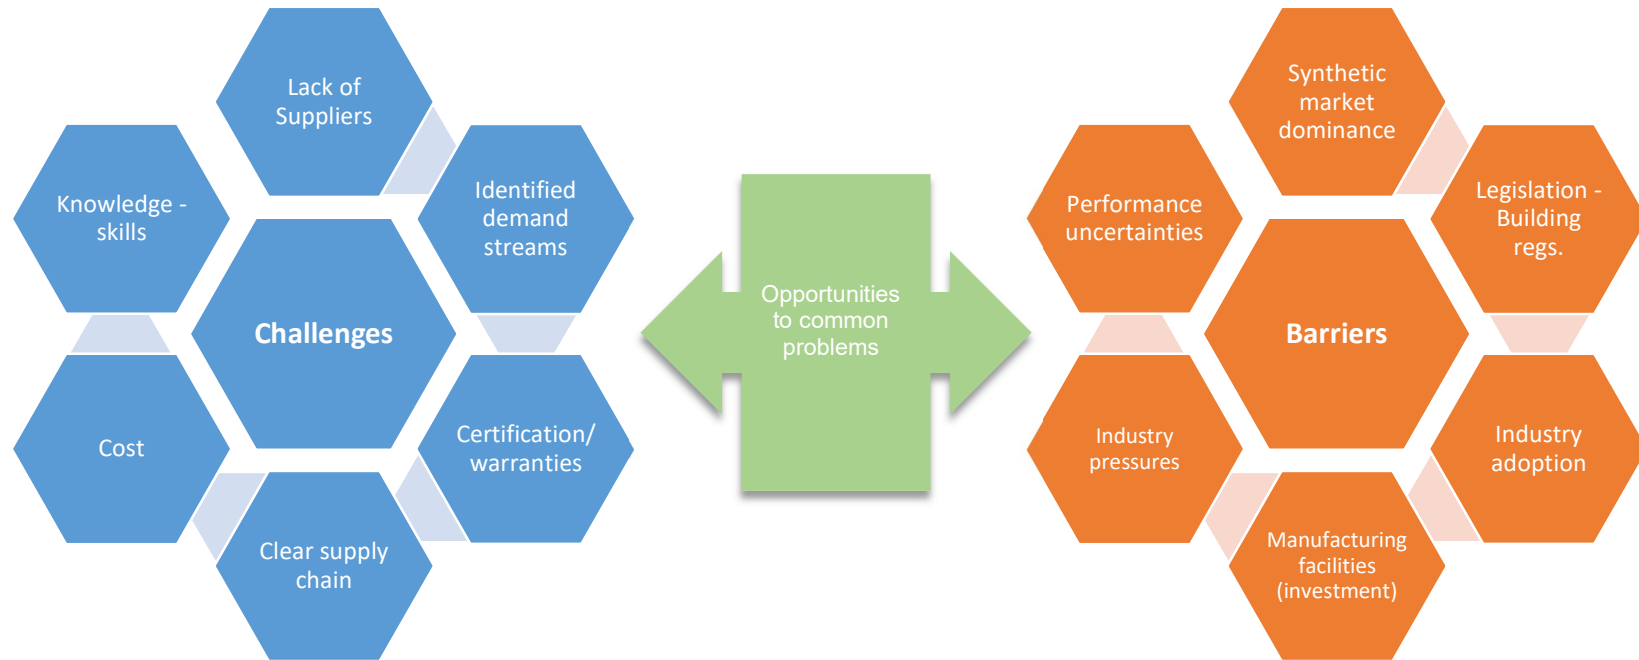 Lack of
Suppliers
Identified
demand
streams
Certification/
warranties
Clear supply
chain
Cost
Knowledge -
skills
Challenges
Opportunities
to common
problems
Synthetic
market
dominance
Legislation -
Building
regs.
Industry
adoption
Manufacturing
facilities
(investment)
Industry
pressures
Performance
uncertainties
Barriers